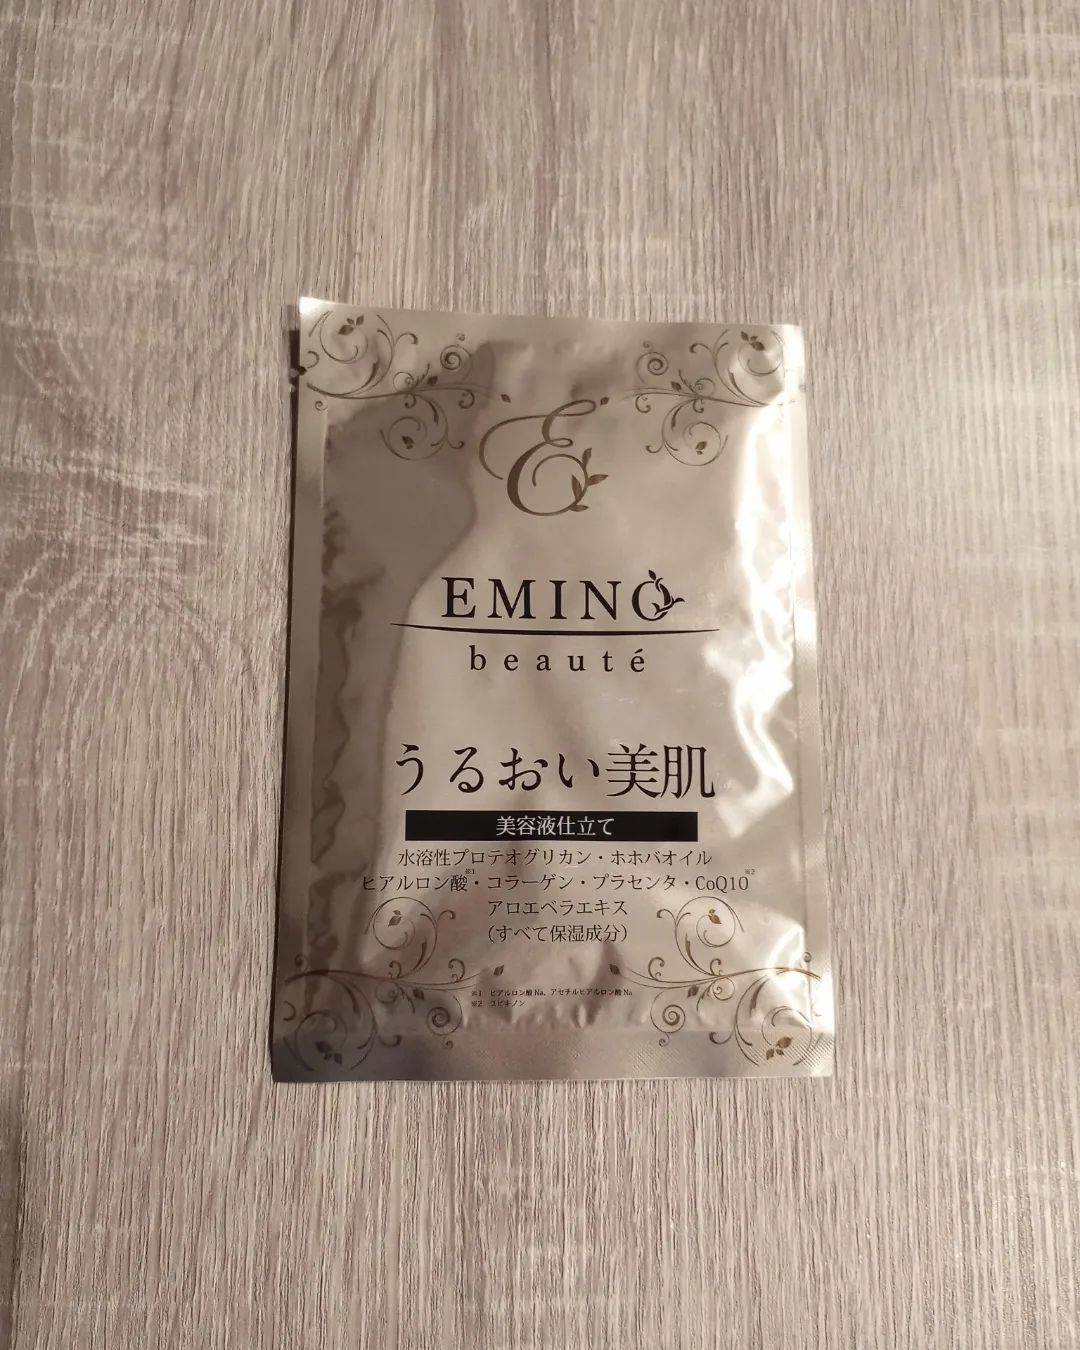 E
EMINO
beauté
うるおい美肌
美容液仕立て
水溶性プロテオグリカン・ホホバオイル
ヒアルロン酸※1・コラーゲン・プラセンタ・CoQ10※2
アロエベラエキス
(すべて保湿成分)
※1 ヒアルロン酸Na、アセチルヒアルロン酸Na
※2 ユビキノン